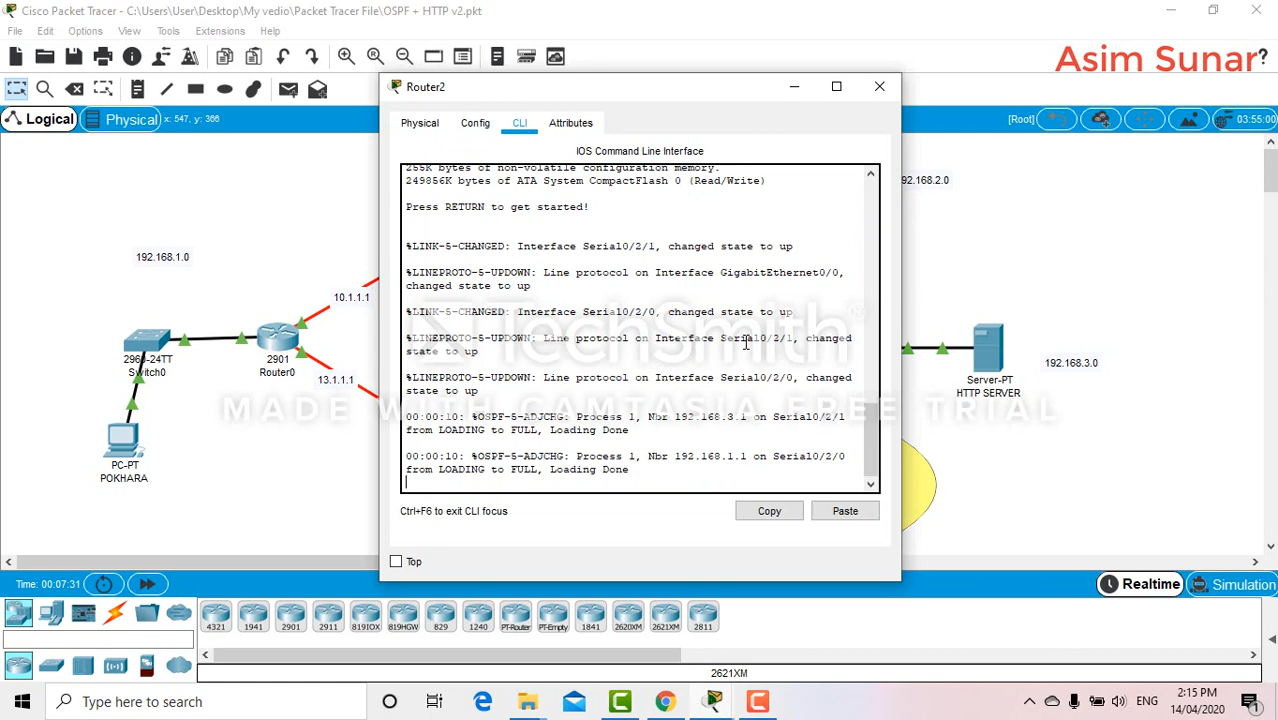 Cisco Packet Tracer - C:\Users\User\Desktop\My vedio\Packet Tracer File\OSPF + HTTP v2.pkt
File Edit Options View Tools Extensions Help
Asim Sunar?
Logical Physical x: 547, y: 366
[Root] 03:55:00
Router2
Physical Config CLI Attributes
IOS Command Line Interface
255K bytes of non-volatile configuration memory.
249856K bytes of ATA System CompactFlash 0 (Read/Write)
Press RETURN to get started!
%LINK-5-CHANGED: Interface Serial0/2/1, changed state to up
%LINEPROTO-5-UPDOWN: Line protocol on Interface GigabitEthernet0/0,
changed state to up
%LINK-5-CHANGED: Interface Serial0/2/0, changed state to up
%LINEPROTO-5-UPDOWN: Line protocol on Interface Serial0/2/1, changed
state to up
%LINEPROTO-5-UPDOWN: Line protocol on Interface Serial0/2/0, changed
state to up
00:00:10: %OSPF-5-ADJCHG: Process 1, Nbr 192.168.3.1 on Serial0/2/1
from LOADING to FULL, Loading Done
00:00:10: %OSPF-5-ADJCHG: Process 1, Nbr 192.168.1.1 on Serial0/2/0
from LOADING to FULL, Loading Done
Ctrl+F6 to exit CLI focus
Copy Paste
Top
TechSmith
MADE WITH CAMTASIA FREE TRIAL
92.168.2.0
192.168.1.0
10.1.1.1
13.1.1.1
2901
Router0
Switch0
PC-PT
POKHARA
Server-PT
HTTP SERVER
192.168.3.0
Time: 00:07:31
Realtime Simulation
4321 1941 2901 2911 819IOX 819HGW 829 1240 PT-Router PT-Empty 1841 2620XM 2621XM 2811
2621XM
Type here to search
ENG
2:15 PM
14/04/2020
1